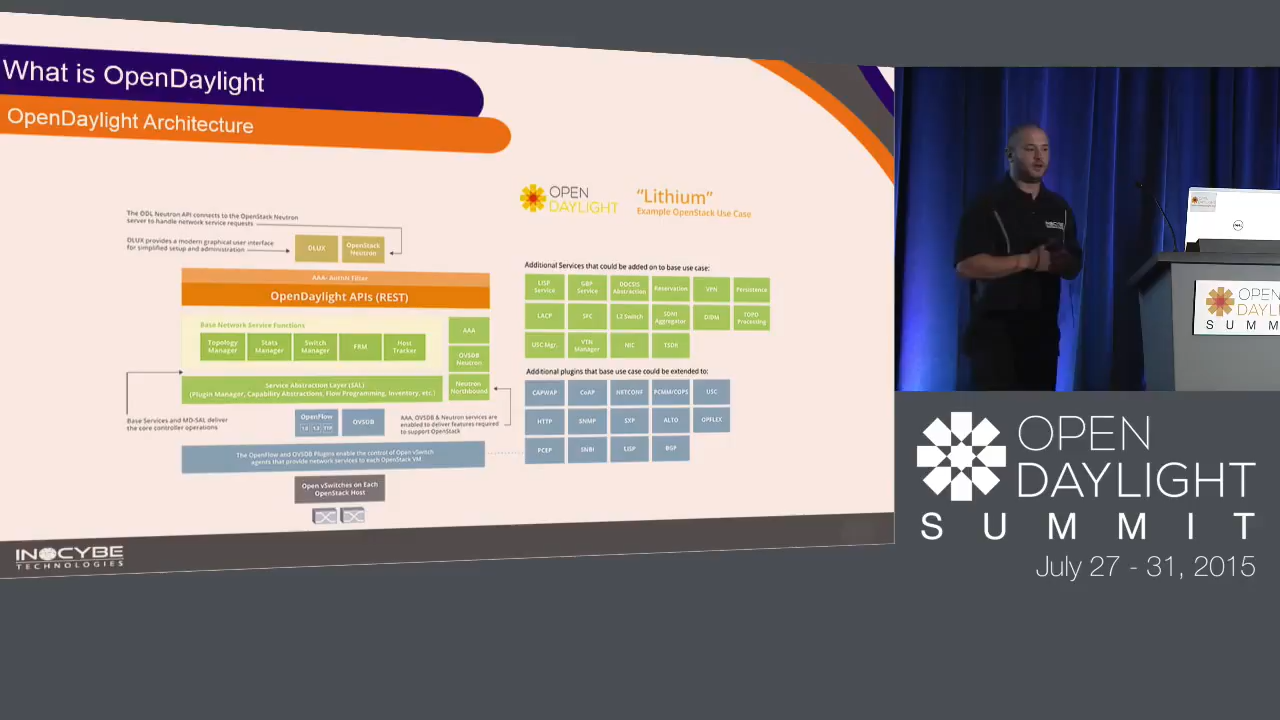 What is OpenDaylight
OpenDaylight Architecture
OPEN
DAYLIGHT
"Lithium"
Example OpenStack Use Case
The ODL Neutron API connects to the OpenStack Neutron
server to handle network service requests
DLUX provides a modern graphical user interface
for simplified setup and administration
DLUX
OpenStack
Neutron
AAA- AuthN Filter
OpenDaylight APIs (REST)
Base Network Service Functions
Topology
Manager
Stats
Manager
Switch
Manager
FRM
Host
Tracker
AAA
OVSDB
Neutron
Neutron
Northbound
Service Abstraction Layer (SAL)
(Plugin Manager, Capability Abstractions, Flow Programming, Inventory, etc.)
Base Services and MD-SAL deliver
the core controller operations
OpenFlow
1.0 1.3 TTP
OVSDB
AAA, OVSDB & Neutron services are
enabled to deliver features required
to support OpenStack
The OpenFlow and OVSDB Plugins enable the control of Open vSwitch
agents that provide network services to each OpenStack VM
Open vSwitches on Each
OpenStack Host
Additional Services that could be added on to base use case:
LISP
Service
GBP
Service
DOCSIS
Abstraction
Reservation
VPN
Persistence
LACP
SFC
L2 Switch
SDNI
Aggregator
DIDM
TOPO
Processing
USC Mgr.
VTN
Manager
NIC
TSDR
Additional plugins that base use case could be extended to:
CAPWAP
CoAP
NETCONF
PCMM/COPS
USC
HTTP
SNMP
SXP
ALTO
OPFLEX
PCEP
SNBI
LISP
BGP
INOCYBE
TECHNOLOGIES
INOCYBE
DELL
OPEN
DAYLIGH
SUMM
OPEN
DAYLIGHT
SUMMIT
July 27 - 31, 2015